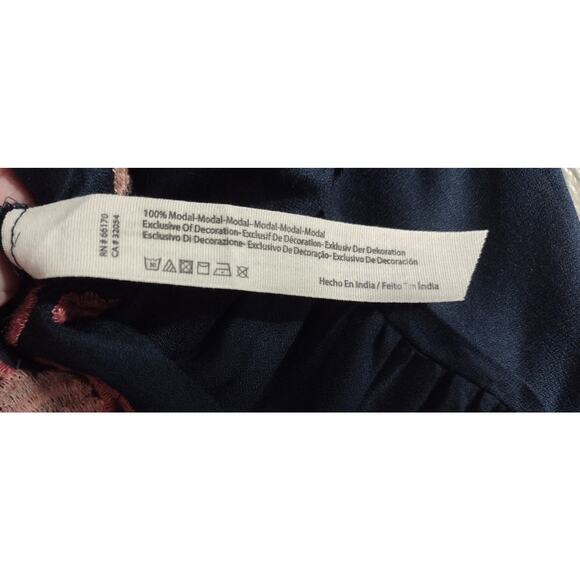 RN # 66170
CA # 32054
100% Modal-Modal-Modal-Modal-Modal-Modal
Exclusive Of Decoration- Exclusif De Décoration- Exklusiv Der Dekoration
Esclusivo Di Decorazione- Exclusivo De Decoração- Exclusivo De Decoración
Hecho En India / Feito India